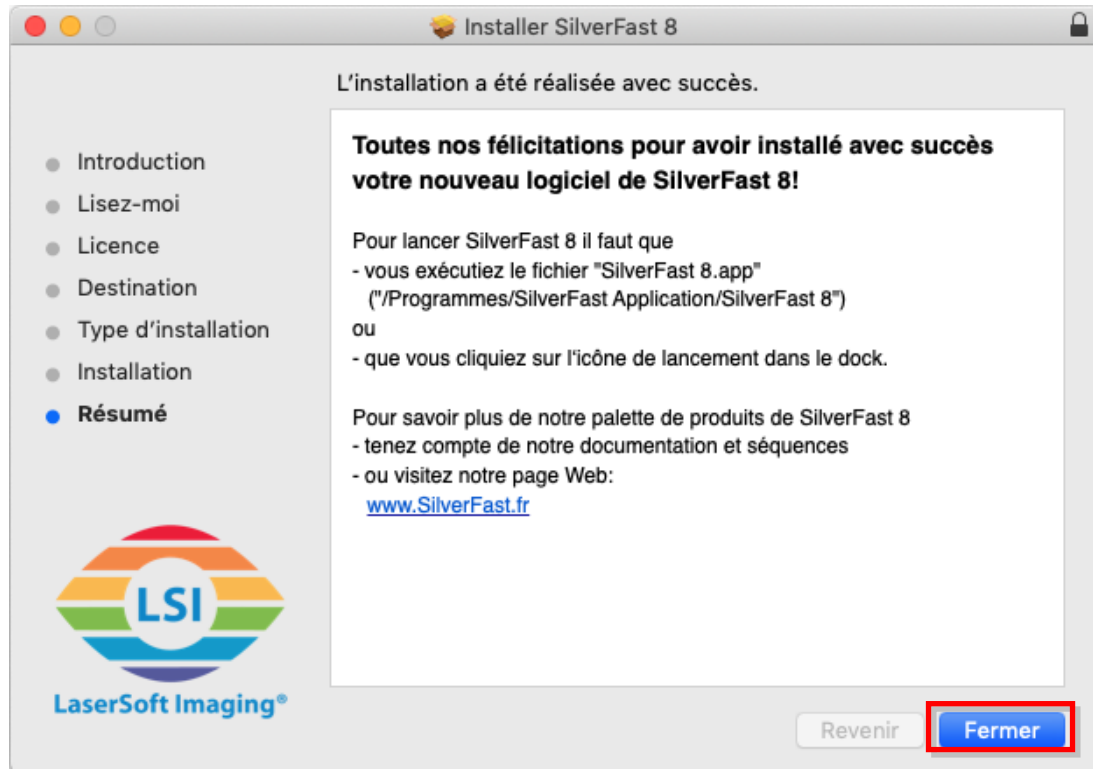 Installer SilverFast 8
L'installation a été réalisée avec succès.
Introduction
Lisez-moi
Licence
Destination
Type d'installation
Installation
Résumé
Toutes nos félicitations pour avoir installé avec succès
votre nouveau logiciel de SilverFast 8!
Pour lancer SilverFast 8 il faut que
- vous exécutiez le fichier "SilverFast 8.app"
("/Programmes/SilverFast Application/SilverFast 8")
ou
- que vous cliquiez sur l'icône de lancement dans le dock.
Pour savoir plus de notre palette de produits de SilverFast 8
- tenez compte de notre documentation et séquences
- ou visitez notre page Web:
www.SilverFast.fr
LSI
LaserSoft Imaging®
Revenir
Fermer